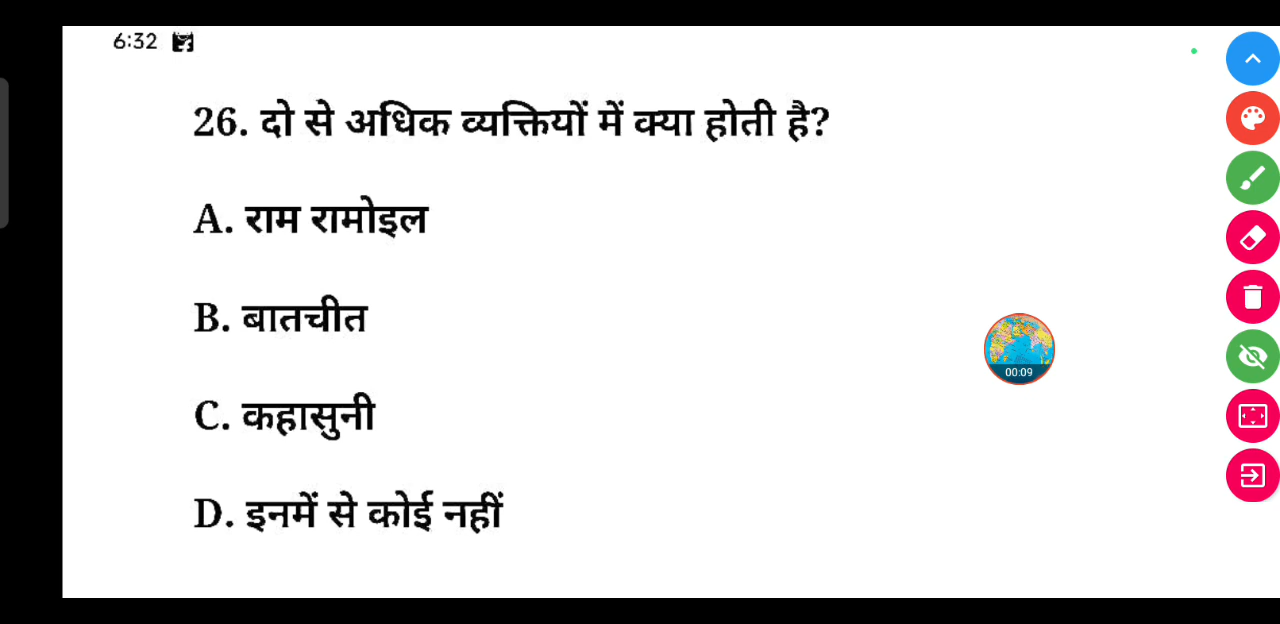 6:32
26. दो से अधिक व्यक्तियों में क्या होती है?
A. राम रामोइल
B. बातचीत
C. कहासुनी
D. इनमें से कोई नहीं
00:09